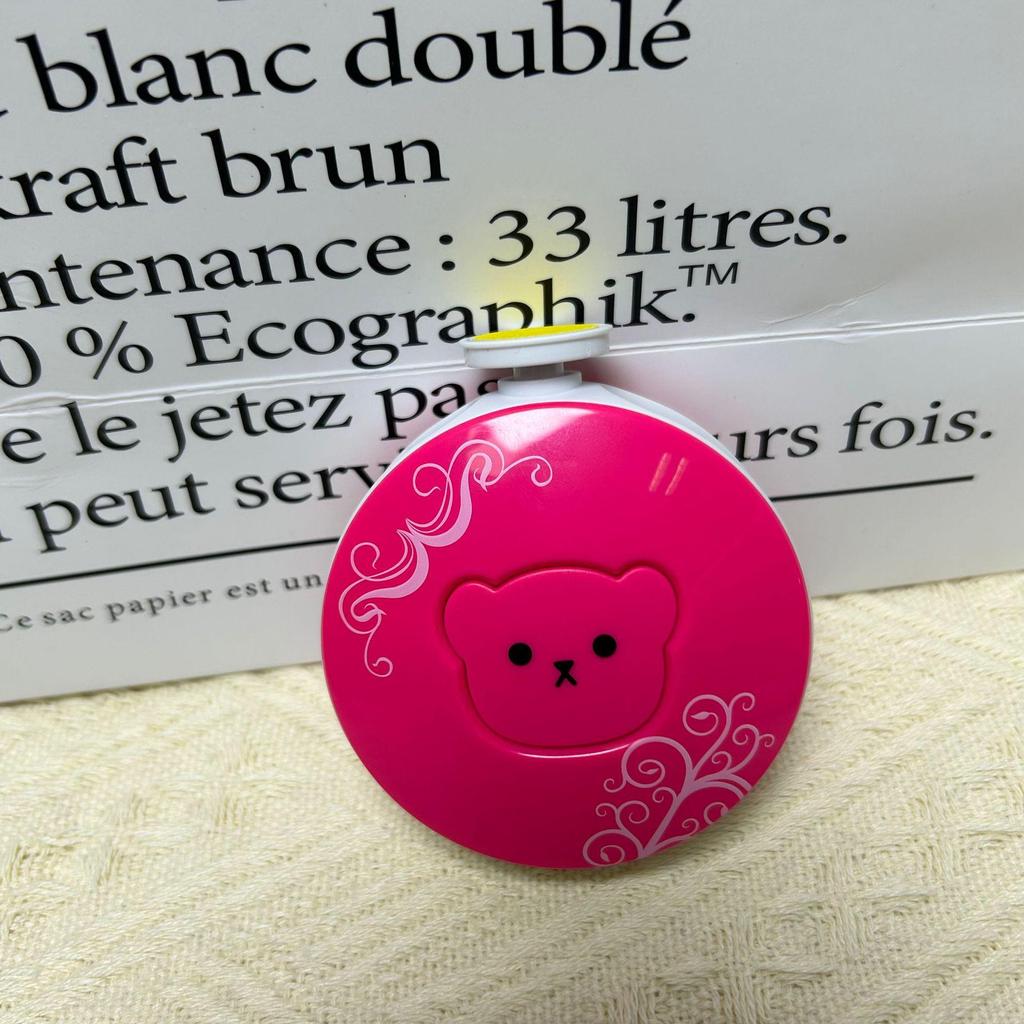 blanc doublé
kraft brun
ntenance : 33 litres.
0 % Ecographik.™
e le jetez pas
peut serv urs fois.
Ce sac papier est un